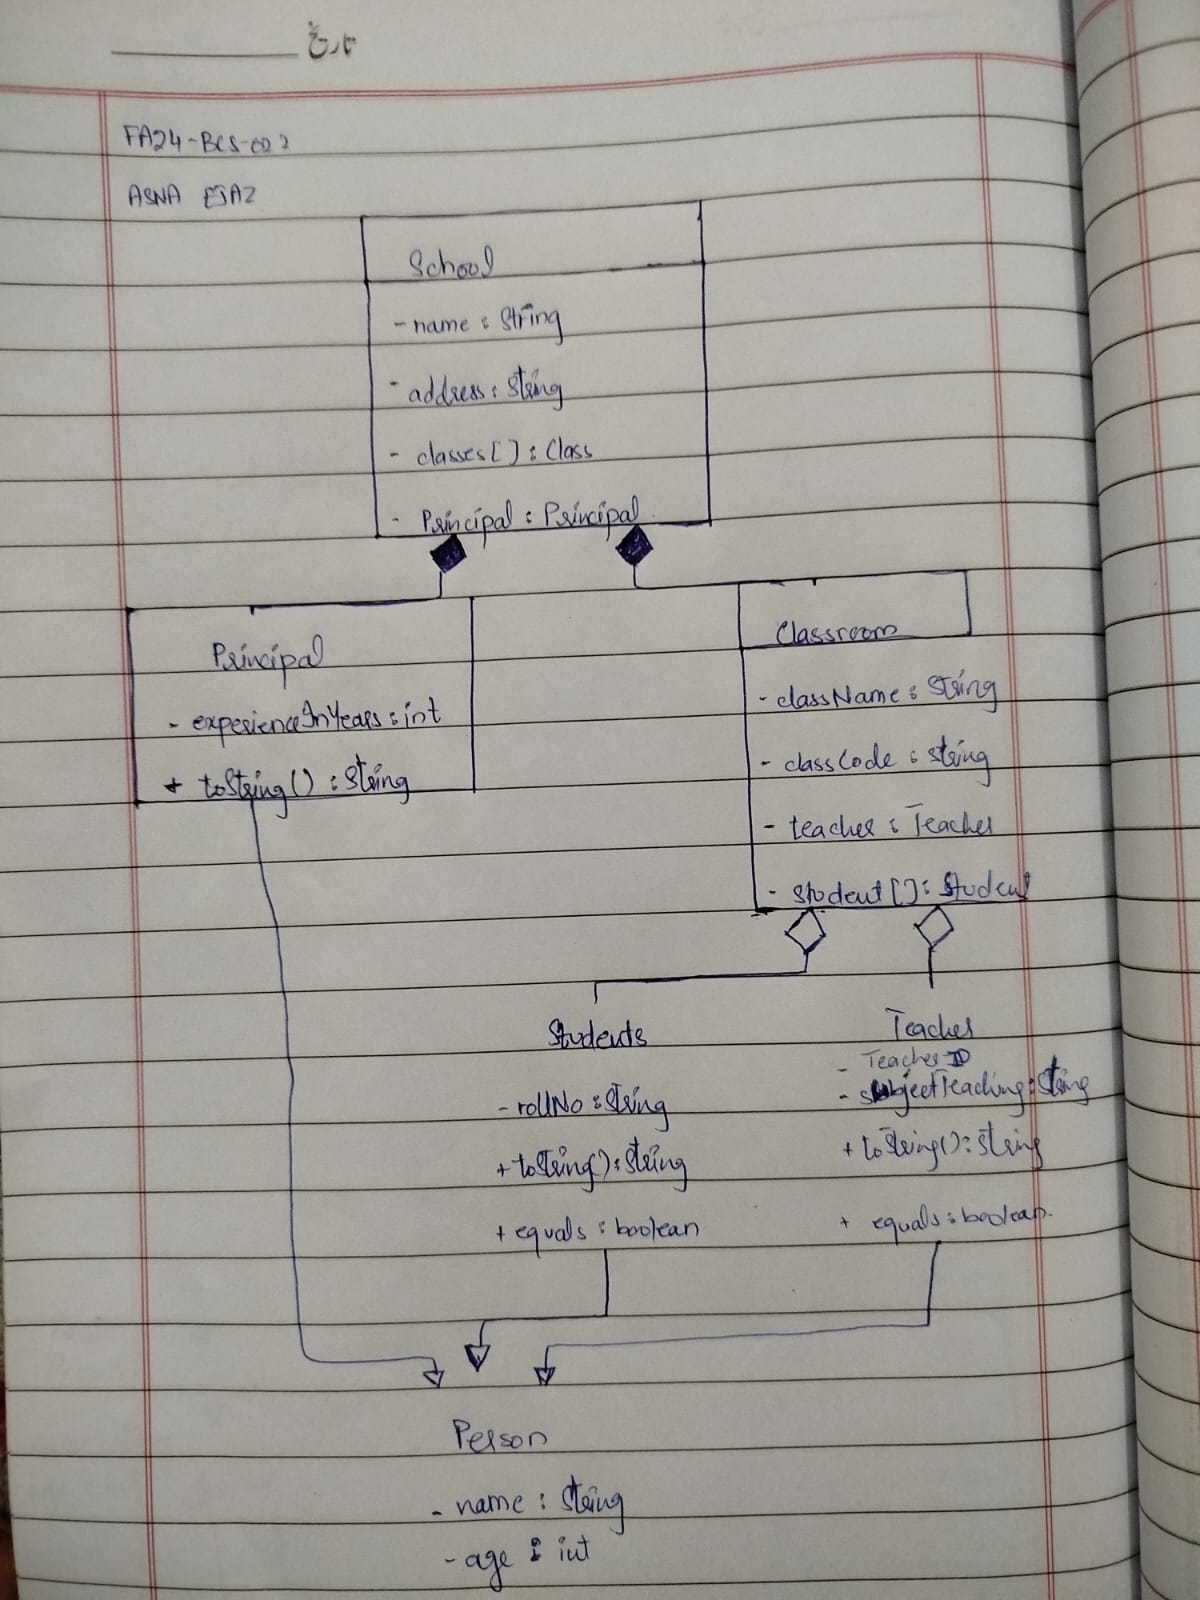 تاریخ
FA24-BCS-022
ASNA EJAZ
School
- name : String
- address : String
- classes[] : Class
- Principal : Principal
Principal
- experienceInYears : int
+ toString() : String
Classroom
- className : String
- classCode : string
- teacher : Teacher
- student[] : Student
Students
- rollNo : String
+ toString() : String
+ equals : boolean
Teacher
- TeacherID
- subjectTeaching : String
+ toString() : String
+ equals : boolean.
Person
- name : String
- age : int